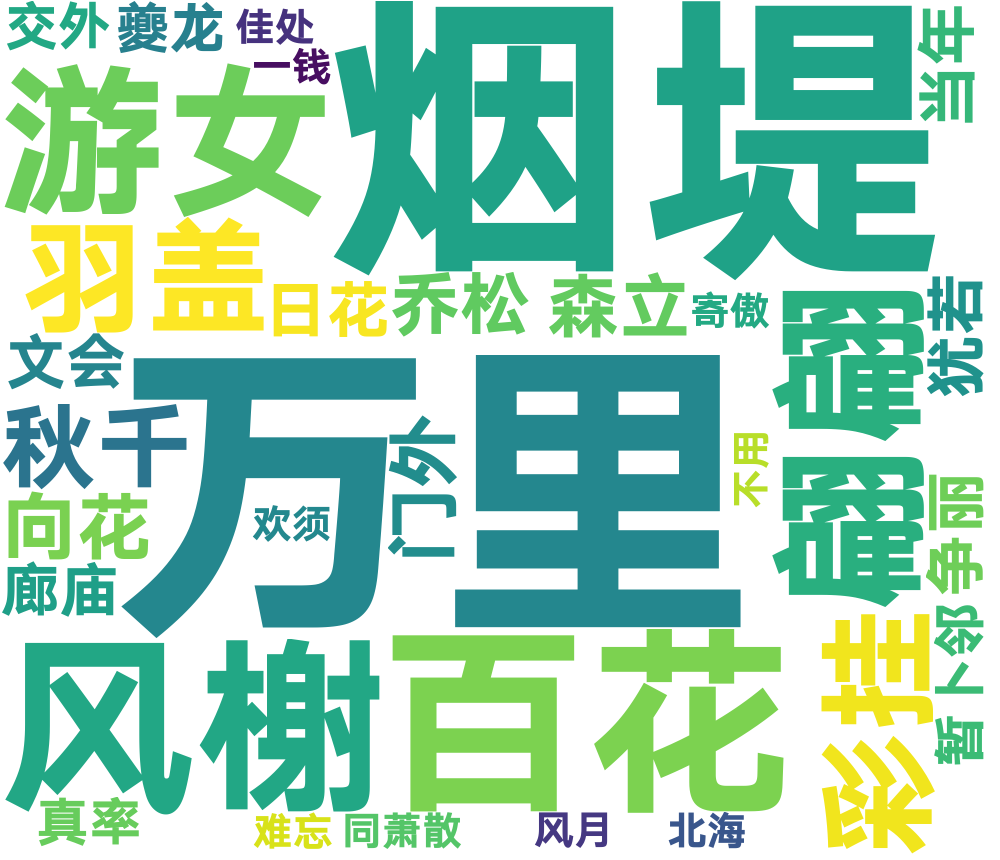 交外
夔龙
佳处
一钱
烟堤
当年
游女
羽盖
日花
乔松
森立
寄傲
翩翩
犹若
文会
万里
秋千
门外
不用
向花
欢须
争丽
廊庙
风榭
百花
彩挂
暂卜邻
真率
难忘
同萧散
风月
北海